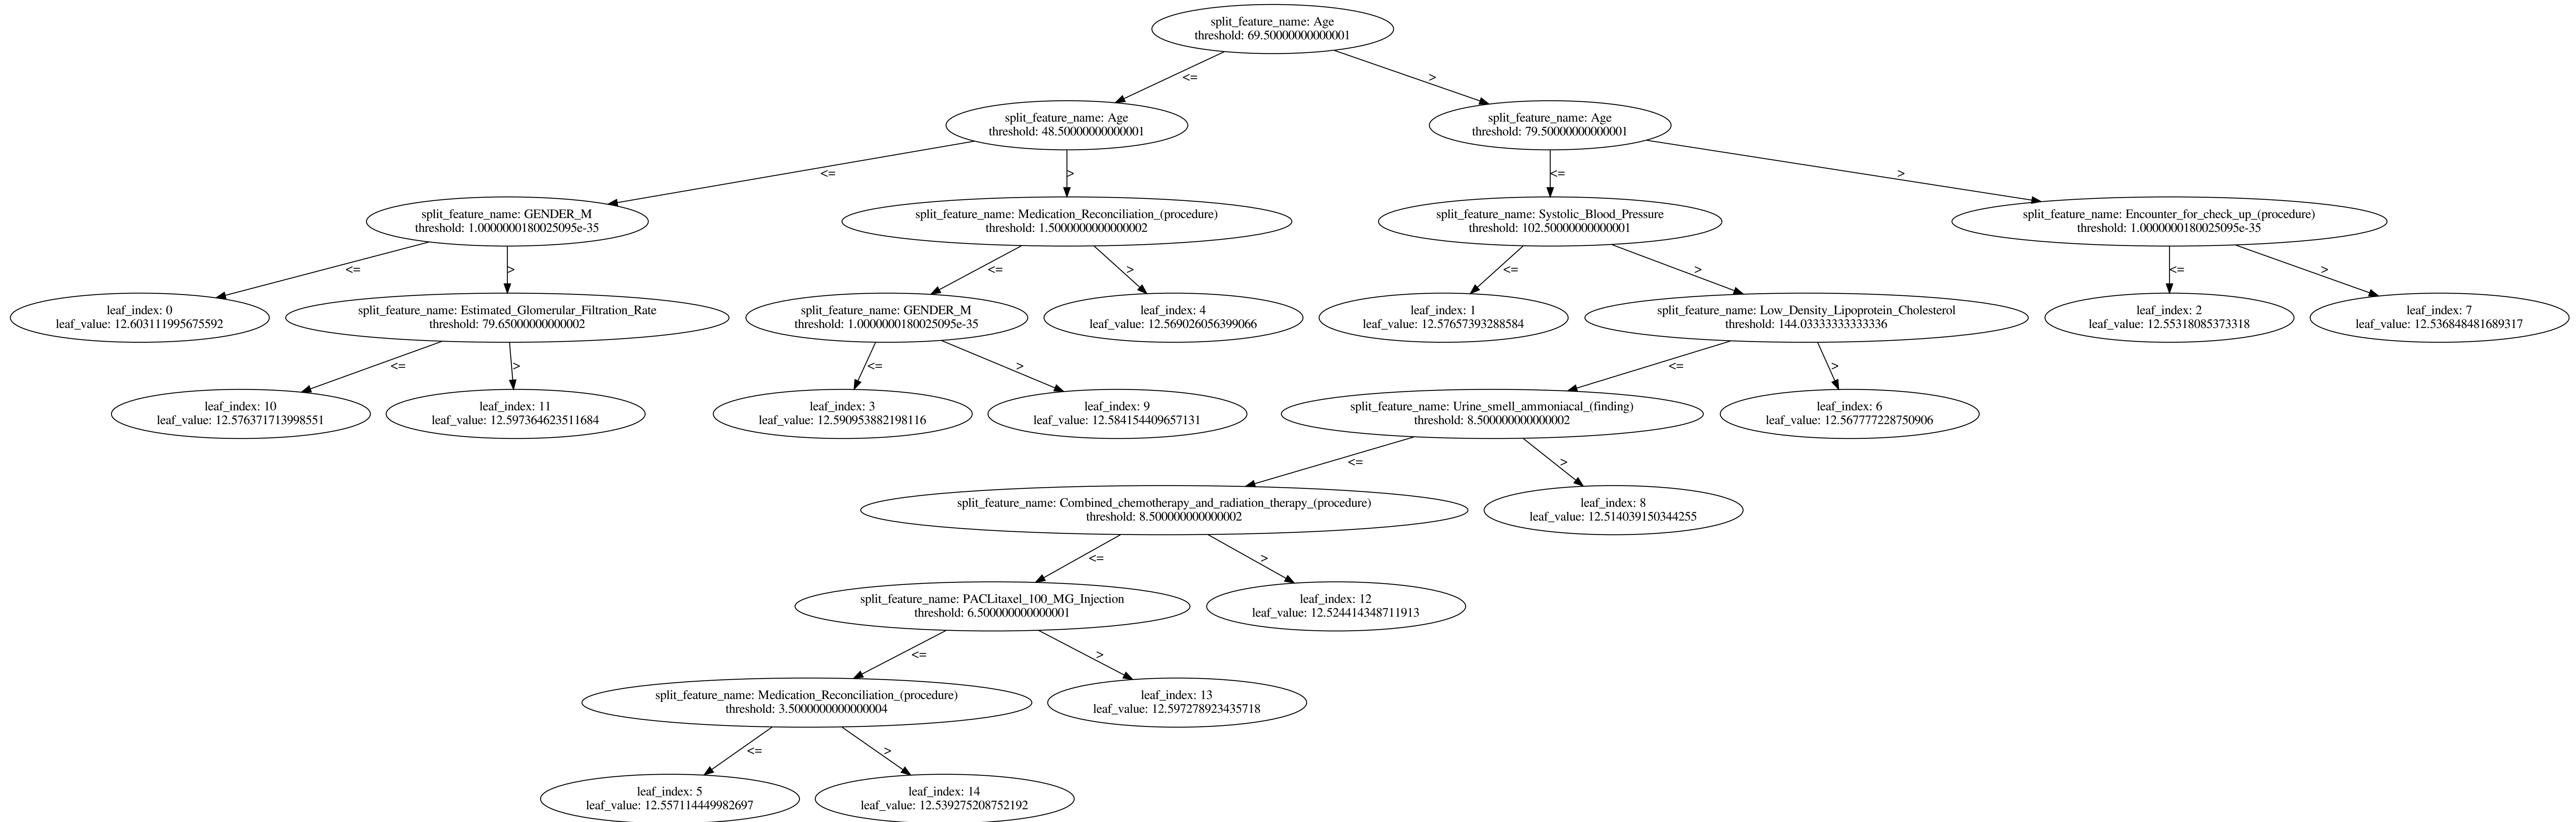 split_feature_name: Age
threshold: 69.50000000000001
<=
>
split_feature_name: Age
threshold: 48.50000000000001
split_feature_name: Age
threshold: 79.50000000000001
<=
>
<=
>
split_feature_name: GENDER_M
threshold: 1.0000000180025095e-35
split_feature_name: Medication_Reconciliation_(procedure)
threshold: 1.5000000000000002
split_feature_name: Systolic_Blood_Pressure
threshold: 102.50000000000001
split_feature_name: Encounter_for_check_up_(procedure)
threshold: 1.0000000180025095e-35
<=
>
<=
>
<=
>
<=
>
leaf_index: 0
leaf_value: 12.603111995675592
split_feature_name: Estimated_Glomerular_Filtration_Rate
threshold: 79.65000000000002
split_feature_name: GENDER_M
threshold: 1.0000000180025095e-35
leaf_index: 4
leaf_value: 12.569026056399066
leaf_index: 1
leaf_value: 12.57657393288584
split_feature_name: Low_Density_Lipoprotein_Cholesterol
threshold: 144.03333333333336
leaf_index: 2
leaf_value: 12.55318085373318
leaf_index: 7
leaf_value: 12.536848481689317
<=
>
<=
>
<=
>
leaf_index: 10
leaf_value: 12.576371713998551
leaf_index: 11
leaf_value: 12.597364623511684
leaf_index: 3
leaf_value: 12.590953882198116
leaf_index: 9
leaf_value: 12.584154409657131
split_feature_name: Urine_smell_ammoniacal_(finding)
threshold: 8.500000000000002
leaf_index: 6
leaf_value: 12.567777228750906
<=
>
split_feature_name: Combined_chemotherapy_and_radiation_therapy_(procedure)
threshold: 8.500000000000002
leaf_index: 8
leaf_value: 12.514039150344255
<=
>
split_feature_name: PACLitaxel_100_MG_Injection
threshold: 6.500000000000001
leaf_index: 12
leaf_value: 12.524414348711913
<=
>
split_feature_name: Medication_Reconciliation_(procedure)
threshold: 3.5000000000000004
leaf_index: 13
leaf_value: 12.597278923435718
<=
>
leaf_index: 5
leaf_value: 12.557114449982697
leaf_index: 14
leaf_value: 12.539275208752192